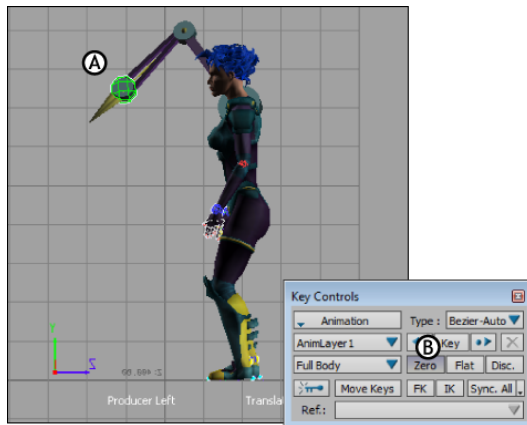 A
Key Controls
Animation Type : Bezier-Auto
AnimLayer1 Key
B
Full Body Zero Flat Disc.
Move Keys FK IK Sync. All
Ref.:
Y
Z
Producer Left Transla